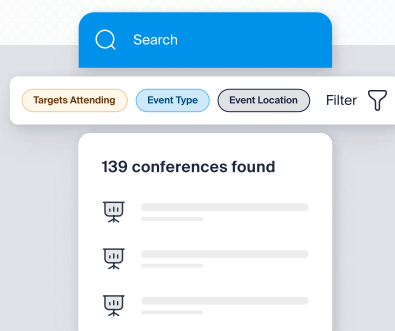 Search
Targets Attending Event Type Event Location Filter
139 conferences found